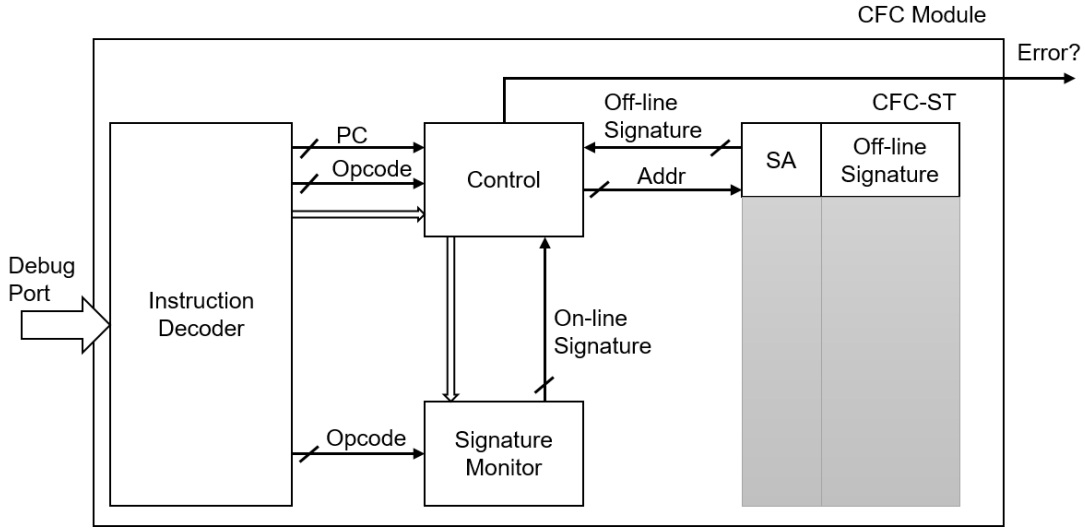 CFC Module
Error?
Off-line
Signature
CFC-ST
PC
Opcode
Control
Addr
SA
Off-line
Signature
Debug
Port
Instruction
Decoder
On-line
Signature
Opcode
Signature
Monitor